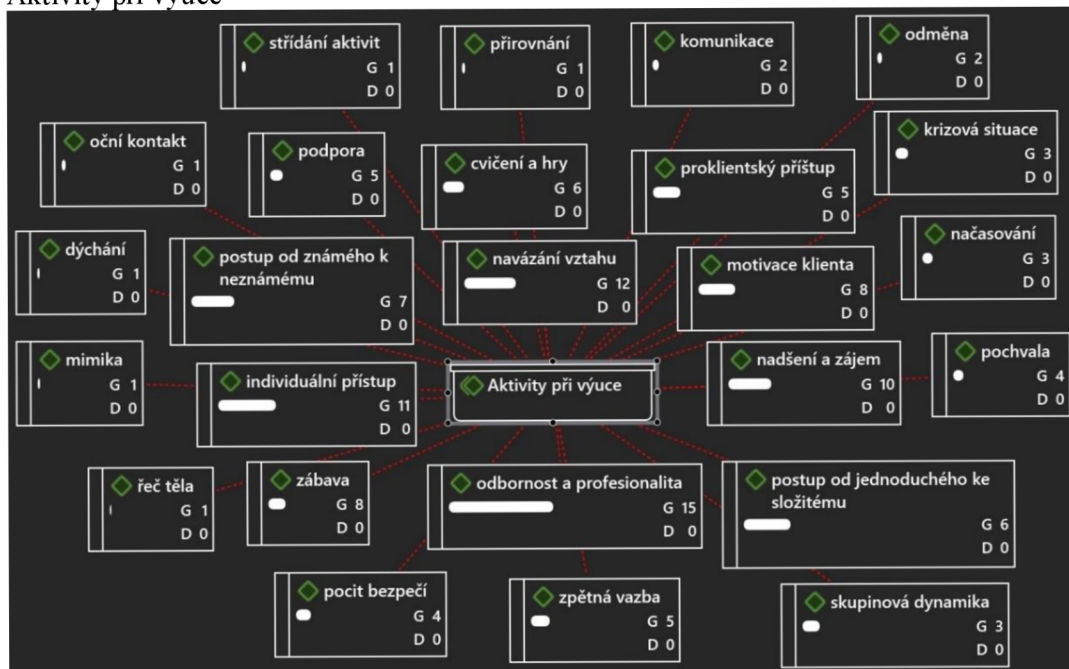 Aktivity při výuce
střídání aktivit
G 1
D 0
přirovnání
G 1
D 0
komunikace
G 2
D 0
odměna
G 2
D 0
oční kontakt
G 1
D 0
podpora
G 5
D 0
cvičení a hry
G 6
D 0
proklientský příštup
G 5
D 0
krizová situace
G 3
D 0
dýchání
G 1
D 0
postup od známého k
neznámému
G 7
D 0
navázání vztahu
G 12
D 0
motivace klienta
G 8
D 0
načasování
G 3
D 0
mimika
G 1
D 0
individuální přístup
G 11
D 0
Aktivity při výuce
nadšení a zájem
G 10
D 0
pochvala
G 4
D 0
řeč těla
G 1
D 0
zábava
G 8
D 0
odbornost a profesionalita
G 15
D 0
postup od jednoduchého ke
složitému
G 6
D 0
pocit bezpečí
G 4
D 0
zpětná vazba
G 5
D 0
skupinová dynamika
G 3
D 0